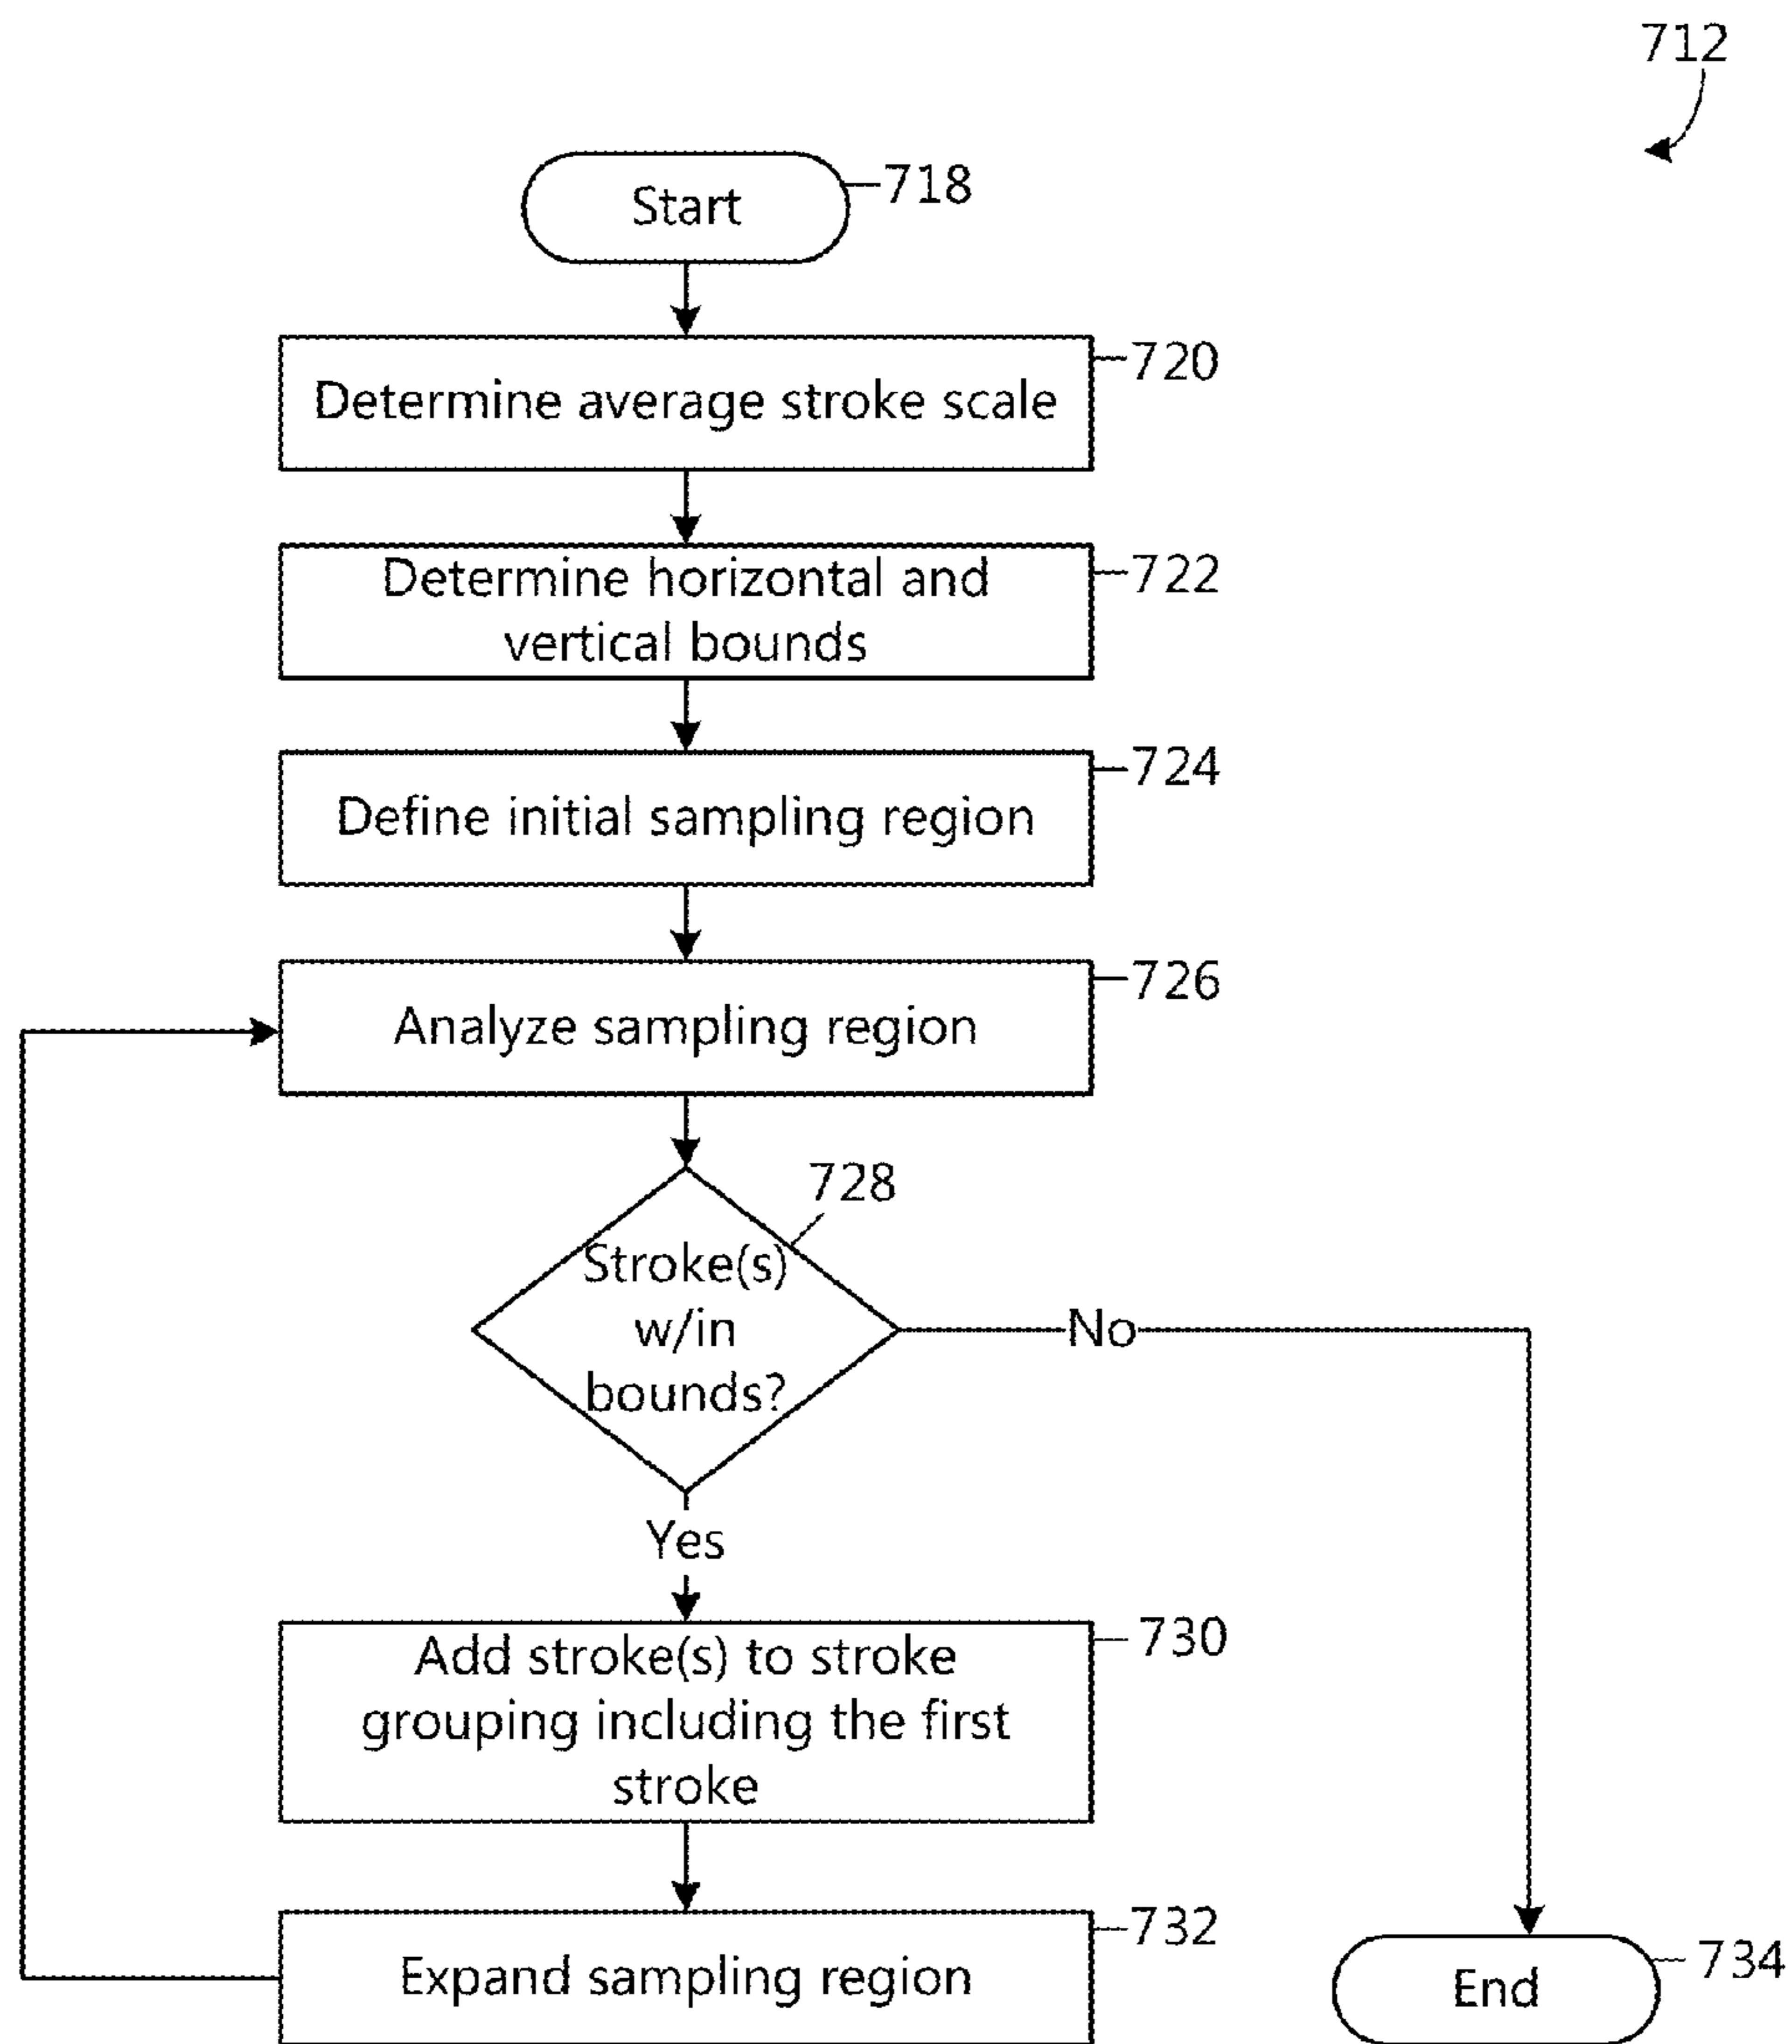 712
Start
718
720
Determine average stroke scale
722
Determine horizontal and
vertical bounds
724
Define initial sampling region
726
Analyze sampling region
728
Stroke(s)
w/in
bounds?
No
Yes
730
Add stroke(s) to stroke
grouping including the first
stroke
732
Expand sampling region
734
End